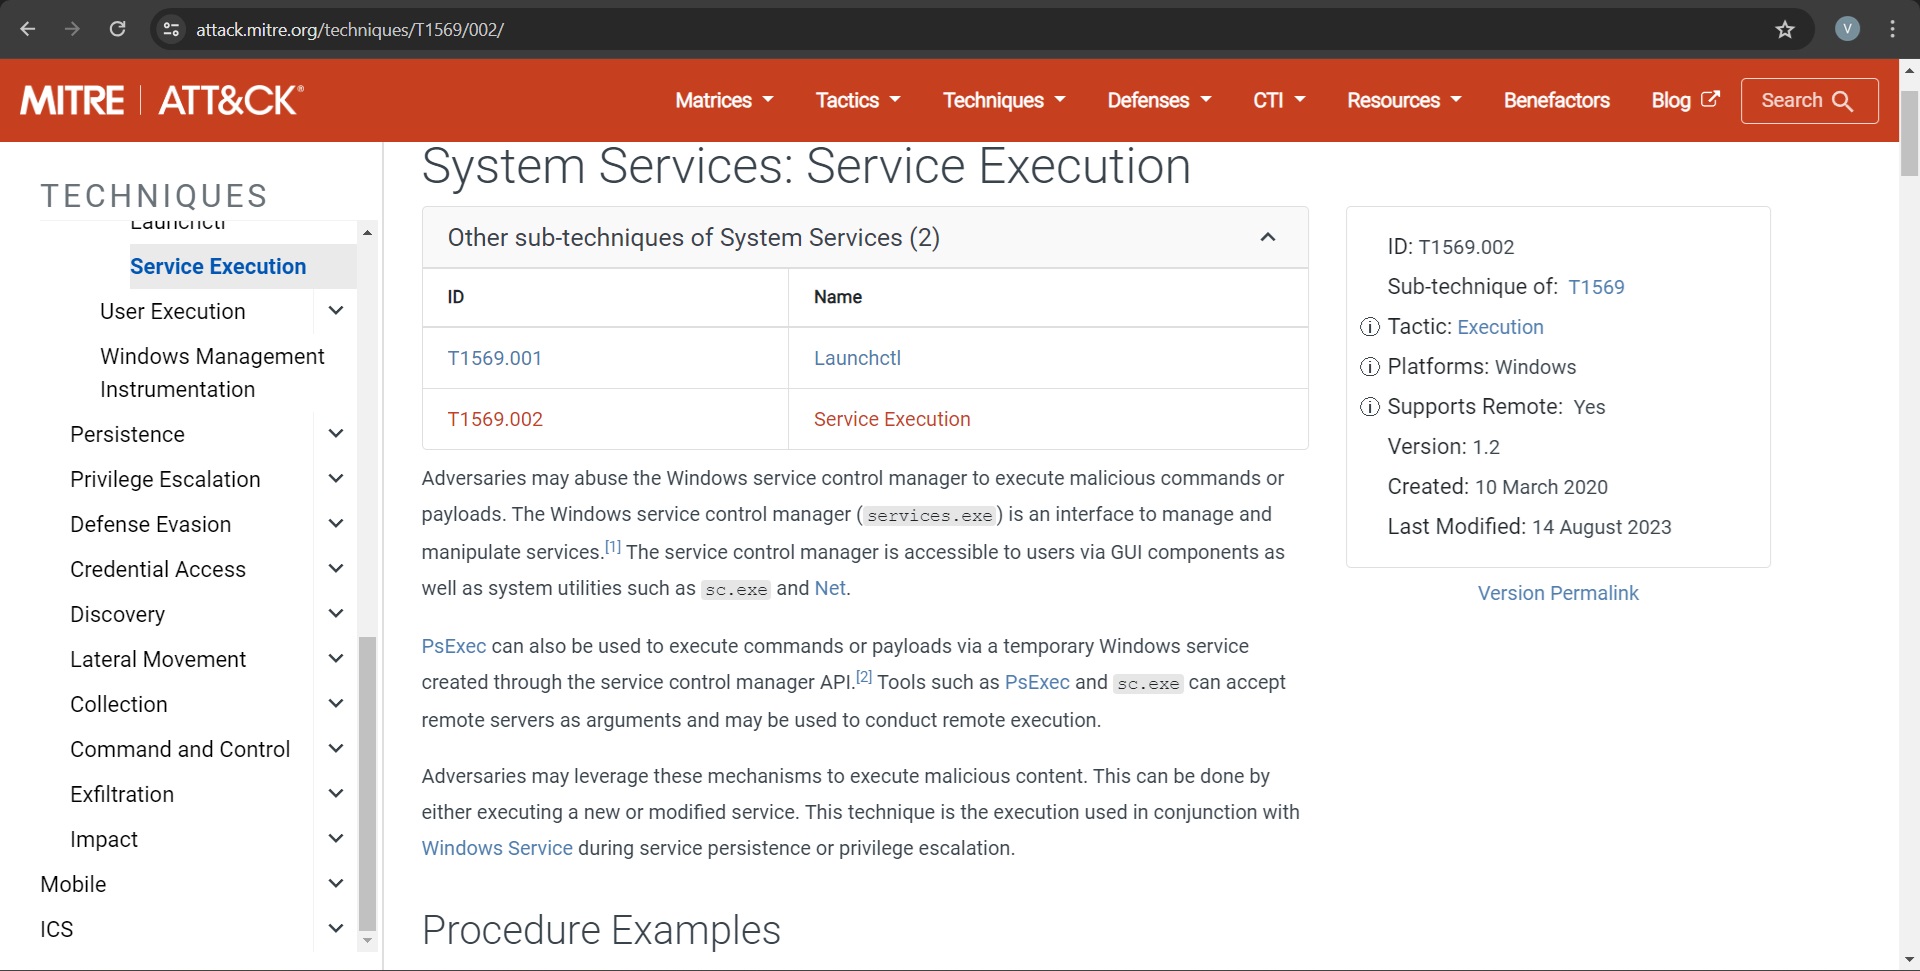 attack.mitre.org/techniques/T1569/002/
V
MITRE | ATT&CK®
Matrices
Tactics
Techniques
Defenses
CTI
Resources
Benefactors
Blog
Search
TECHNIQUES
Launchctl
Service Execution
User Execution
Windows Management
Instrumentation
Persistence
Privilege Escalation
Defense Evasion
Credential Access
Discovery
Lateral Movement
Collection
Command and Control
Exfiltration
Impact
Mobile
ICS
System Services: Service Execution
Other sub-techniques of System Services (2)
ID Name
T1569.001 Launchctl
T1569.002 Service Execution
Adversaries may abuse the Windows service control manager to execute malicious commands or
payloads. The Windows service control manager (services.exe) is an interface to manage and
manipulate services.[1] The service control manager is accessible to users via GUI components as
well as system utilities such as sc.exe and Net.
PsExec can also be used to execute commands or payloads via a temporary Windows service
created through the service control manager API.[2] Tools such as PsExec and sc.exe can accept
remote servers as arguments and may be used to conduct remote execution.
Adversaries may leverage these mechanisms to execute malicious content. This can be done by
either executing a new or modified service. This technique is the execution used in conjunction with
Windows Service during service persistence or privilege escalation.
Procedure Examples
ID: T1569.002
Sub-technique of: T1569
Tactic: Execution
Platforms: Windows
Supports Remote: Yes
Version: 1.2
Created: 10 March 2020
Last Modified: 14 August 2023
Version Permalink